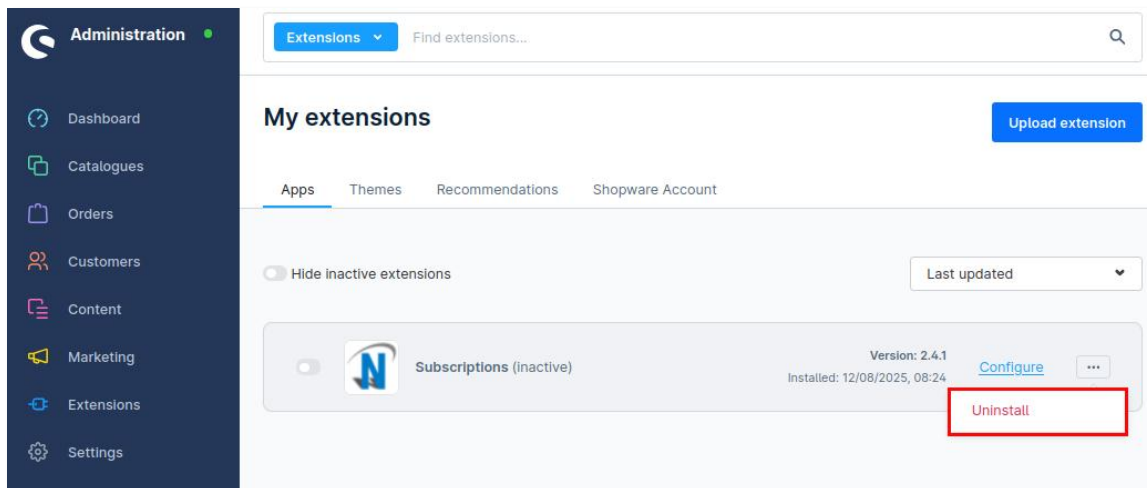 Administration
Extensions
Find extensions...
Dashboard
Catalogues
Orders
Customers
Content
Marketing
Extensions
Settings
My extensions
Upload extension
Apps Themes Recommendations Shopware Account
Hide inactive extensions
Last updated
N
Subscriptions (inactive)
Version: 2.4.1
Installed: 12/08/2025, 08:24
Configure
...
Uninstall